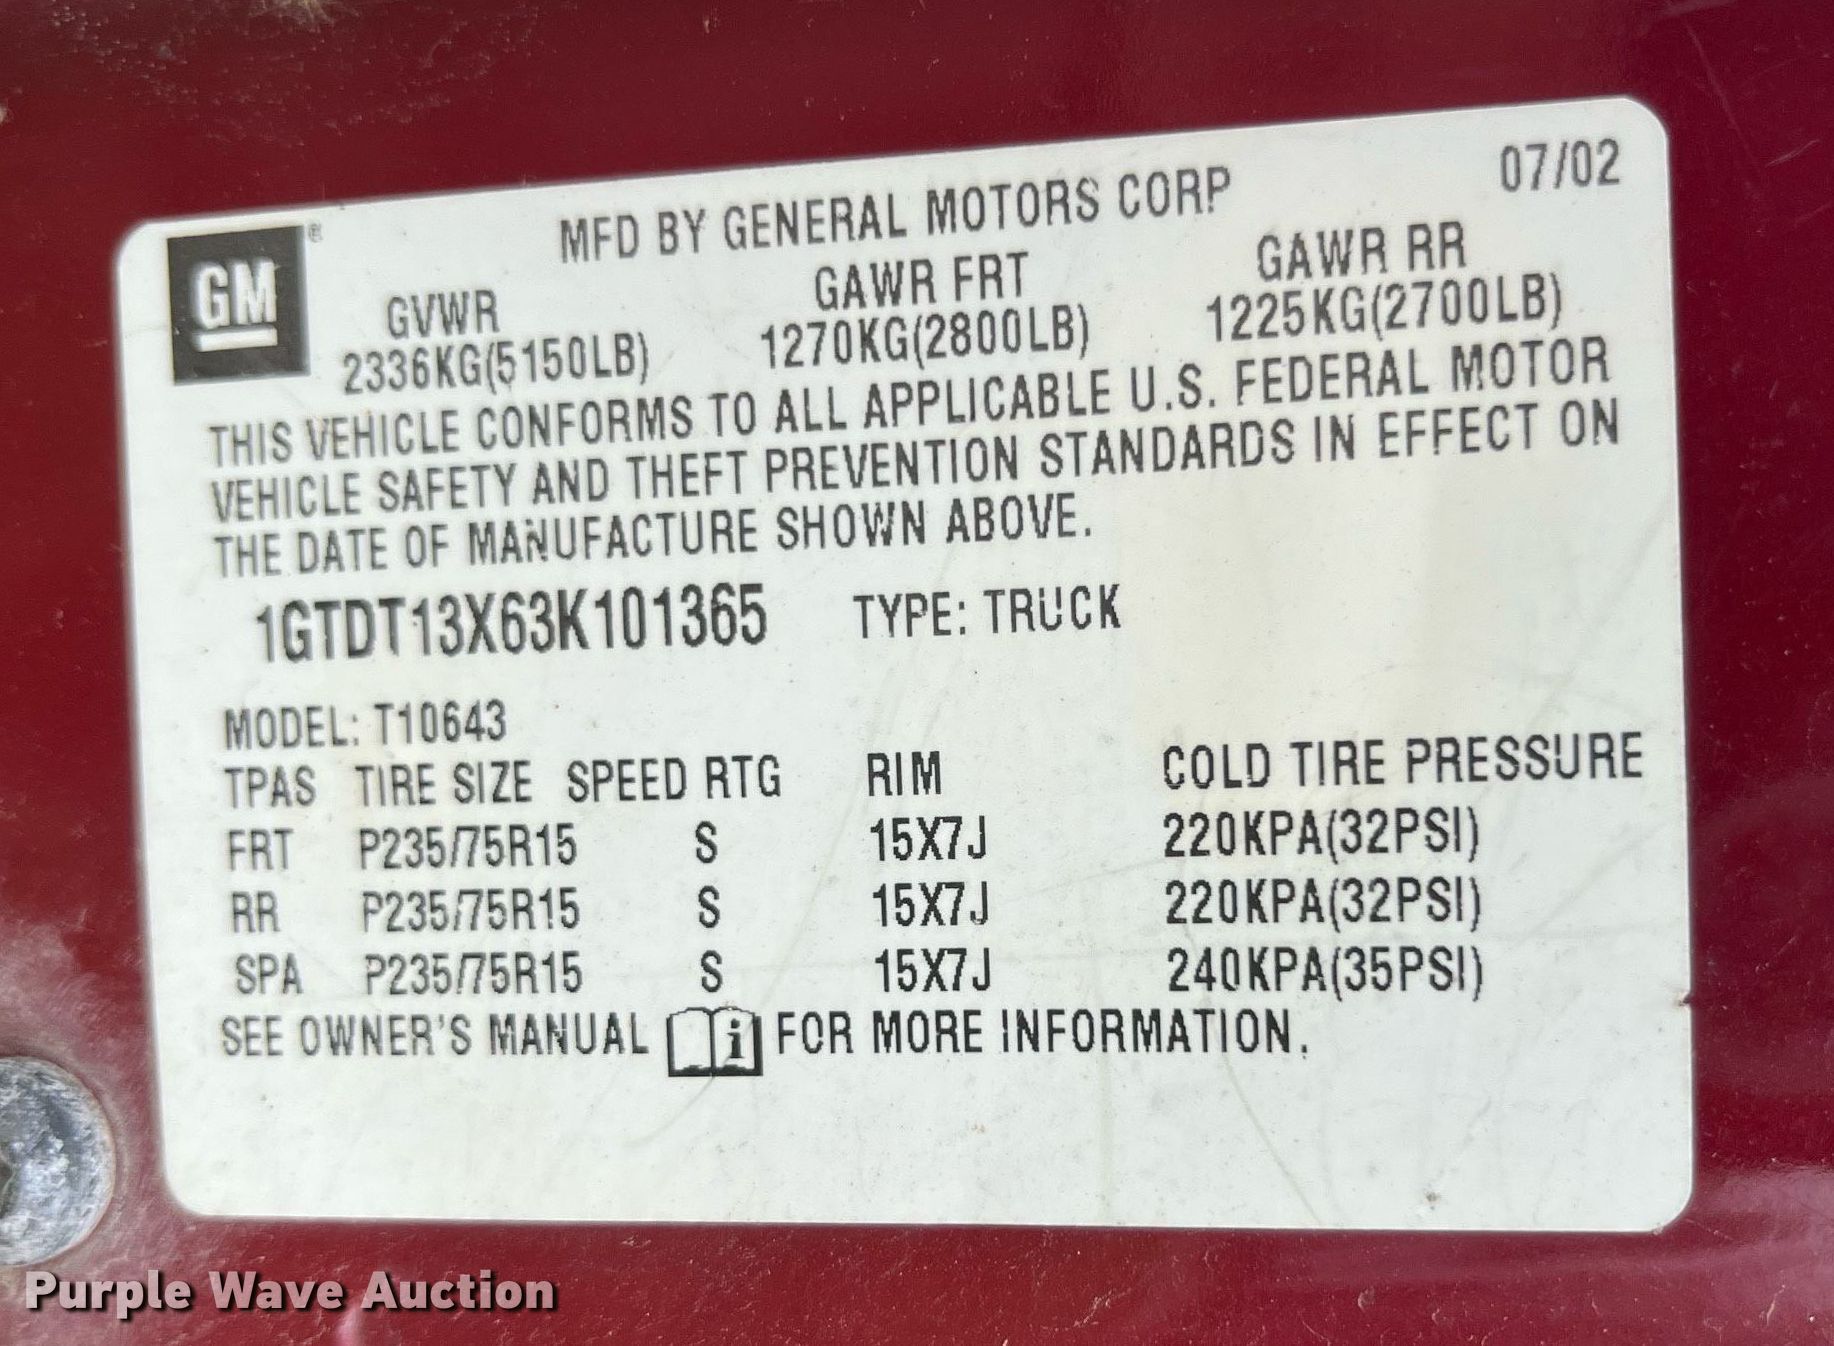 07/02
MFD BY GENERAL MOTORS CORP
GM®
GVWR GAWR FRT GAWR RR
2336KG(5150LB) 1270KG(2800LB) 1225KG(2700LB)
THIS VEHICLE CONFORMS TO ALL APPLICABLE U.S. FEDERAL MOTOR
VEHICLE SAFETY AND THEFT PREVENTION STANDARDS IN EFFECT ON
THE DATE OF MANUFACTURE SHOWN ABOVE.
1GTDT13X63K101365 TYPE: TRUCK
MODEL: T10643
TPAS TIRE SIZE SPEED RTG RIM COLD TIRE PRESSURE
FRT P235/75R15 S 15X7J 220KPA(32PSI)
RR P235/75R15 S 15X7J 220KPA(32PSI)
SPA P235/75R15 S 15X7J 240KPA(35PSI)
SEE OWNER'S MANUAL i FOR MORE INFORMATION.
Purple Wave Auction